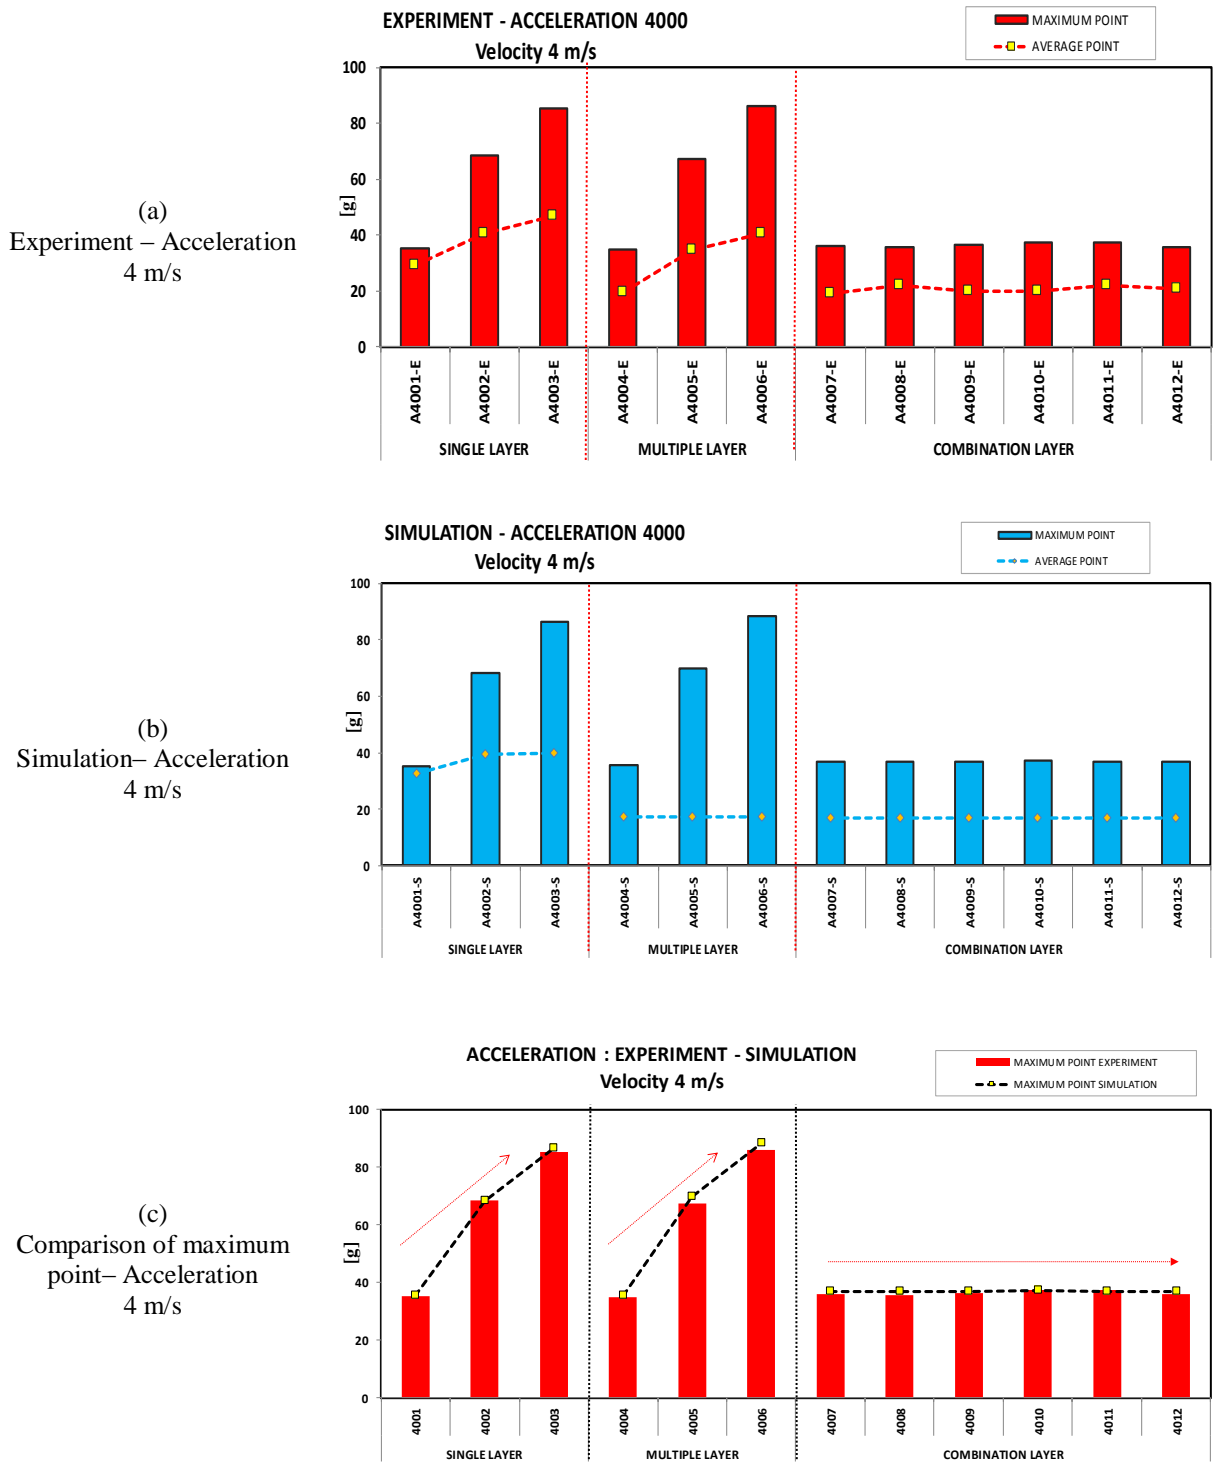 EXPERIMENT - ACCELERATION 4000
Velocity 4 m/s
MAXIMUM POINT
AVERAGE POINT
(a)
Experiment – Acceleration
4 m/s
[g]
100
80
60
40
20
0
A4001-E
A4002-E
A4003-E
A4004-E
A4005-E
A4006-E
A4007-E
A4008-E
A4009-E
A4010-E
A4011-E
A4012-E
SINGLE LAYER
MULTIPLE LAYER
COMBINATION LAYER
SIMULATION - ACCELERATION 4000
Velocity 4 m/s
MAXIMUM POINT
AVERAGE POINT
(b)
Simulation– Acceleration
4 m/s
[g]
100
80
60
40
20
0
A4001-S
A4002-S
A4003-S
A4004-S
A4005-S
A4006-S
A4007-S
A4008-S
A4009-S
A4010-S
A4011-S
A4012-S
SINGLE LAYER
MULTIPLE LAYER
COMBINATION LAYER
ACCELERATION : EXPERIMENT - SIMULATION
Velocity 4 m/s
MAXIMUM POINT EXPERIMENT
MAXIMUM POINT SIMULATION
(c)
Comparison of maximum
point– Acceleration
4 m/s
[g]
100
80
60
40
20
0
4001
4002
4003
4004
4005
4006
4007
4008
4009
4010
4011
4012
SINGLE LAYER
MULTIPLE LAYER
COMBINATION LAYER